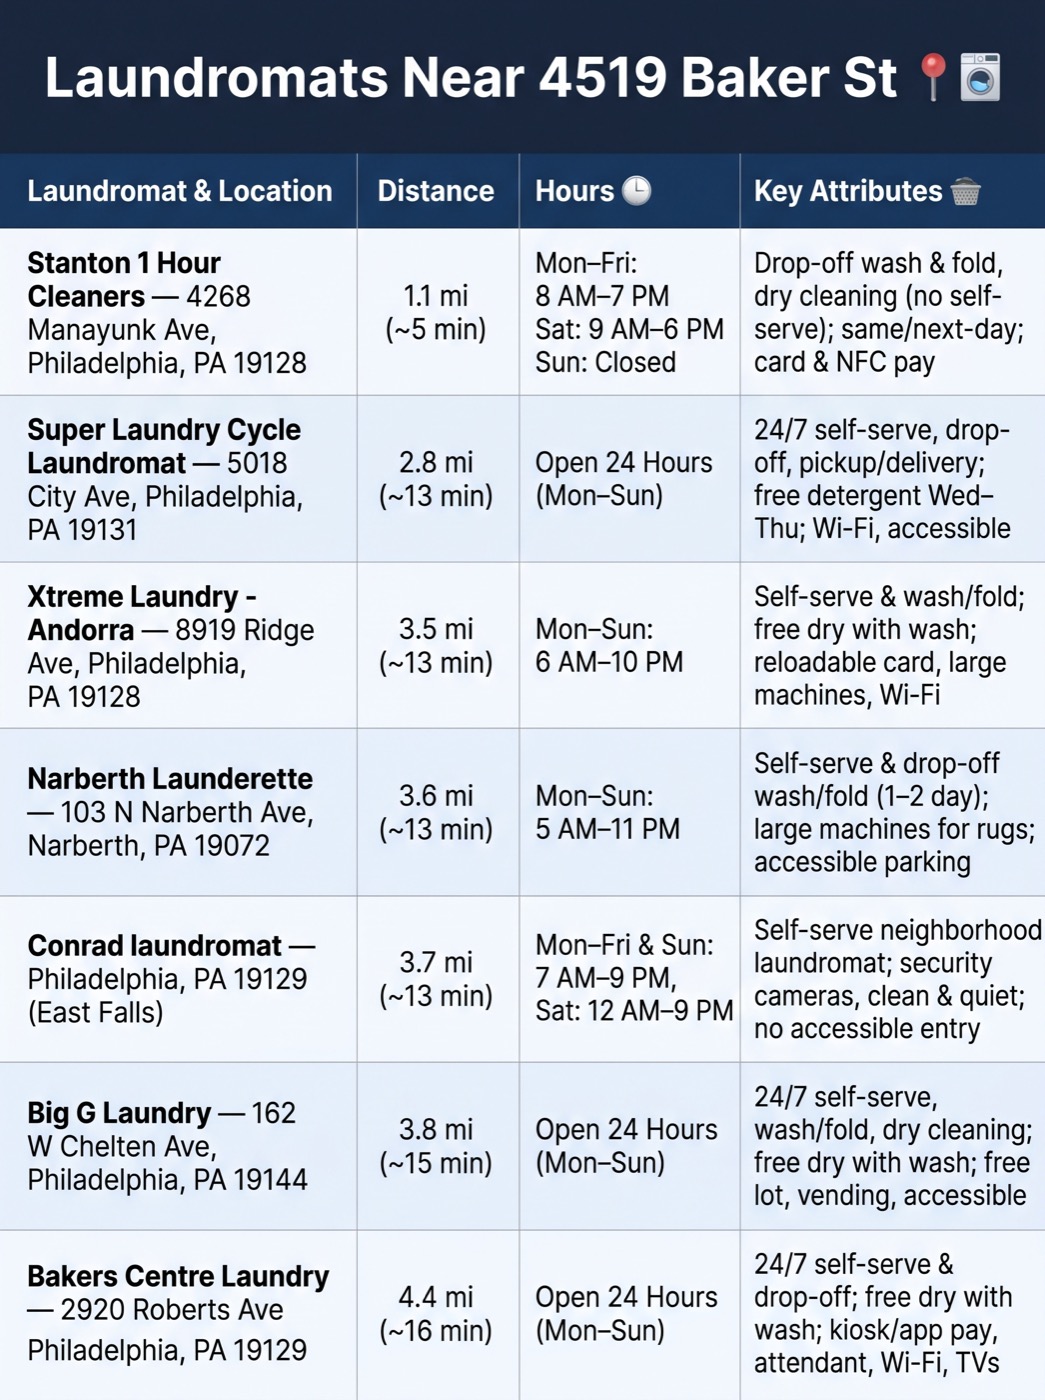 Laundromats Near 4519 Baker St
Laundromat & Location
Distance
Hours
Key Attributes
Stanton 1 Hour
Cleaners — 4268
Manayunk Ave,
Philadelphia, PA 19128
1.1 mi
(~5 min)
Mon–Fri:
8 AM–7 PM
Sat: 9 AM–6 PM
Sun: Closed
Drop-off wash & fold,
dry cleaning (no self-
serve); same/next-day;
card & NFC pay
Super Laundry Cycle
Laundromat — 5018
City Ave, Philadelphia,
PA 19131
2.8 mi
(~13 min)
Open 24 Hours
(Mon–Sun)
24/7 self-serve, drop-
off, pickup/delivery;
free detergent Wed–
Thu; Wi-Fi, accessible
Xtreme Laundry -
Andorra — 8919 Ridge
Ave, Philadelphia,
PA 19128
3.5 mi
(~13 min)
Mon–Sun:
6 AM–10 PM
Self-serve & wash/fold;
free dry with wash;
reloadable card, large
machines, Wi-Fi
Narberth Launderette
— 103 N Narberth Ave,
Narberth, PA 19072
3.6 mi
(~13 min)
Mon–Sun:
5 AM–11 PM
Self-serve & drop-off
wash/fold (1–2 day);
large machines for rugs;
accessible parking
Conrad laundromat —
Philadelphia, PA 19129
(East Falls)
3.7 mi
(~13 min)
Mon–Fri & Sun:
7 AM–9 PM,
Sat: 12 AM–9 PM
Self-serve neighborhood
laundromat; security
cameras, clean & quiet;
no accessible entry
Big G Laundry — 162
W Chelten Ave,
Philadelphia, PA 19144
3.8 mi
(~15 min)
Open 24 Hours
(Mon–Sun)
24/7 self-serve,
wash/fold, dry cleaning;
free dry with wash; free
lot, vending, accessible
Bakers Centre Laundry
— 2920 Roberts Ave
Philadelphia, PA 19129
4.4 mi
(~16 min)
Open 24 Hours
(Mon–Sun)
24/7 self-serve &
drop-off; free dry with
wash; kiosk/app pay,
attendant, Wi-Fi, TVs